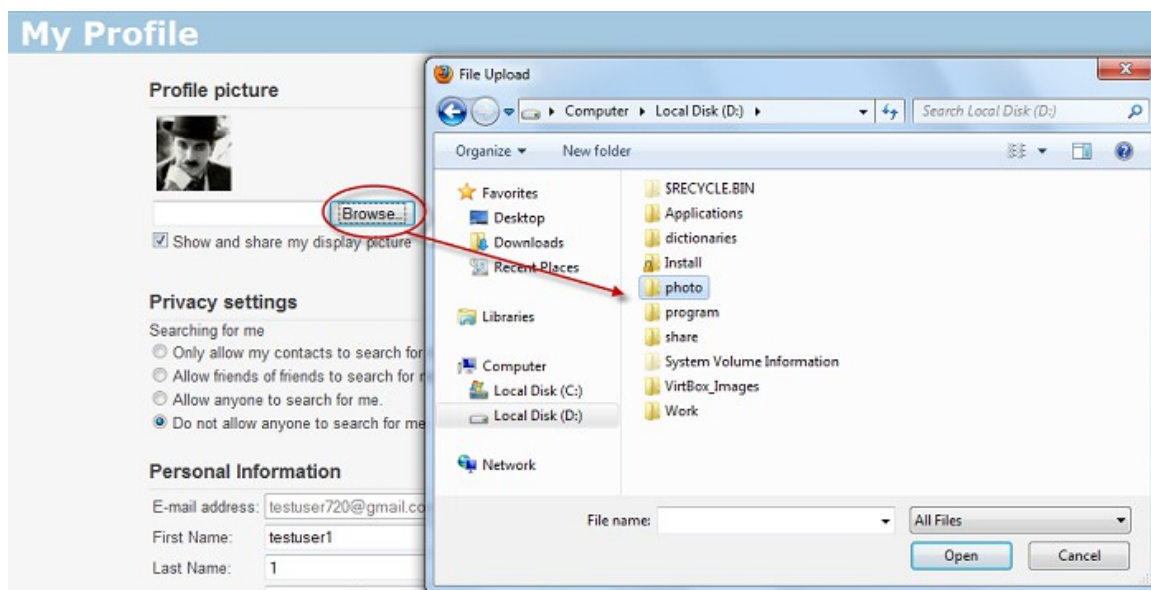 My Profile
Profile picture
Browse...
Show and share my display picture
Privacy settings
Searching for me
Only allow my contacts to search for
Allow friends of friends to search for
Allow anyone to search for me.
Do not allow anyone to search for me
Personal Information
E-mail address: testuser720@gmail.co
First Name: testuser1
Last Name: 1
File Upload
Computer Local Disk (D:)
Search Local Disk (D:)
Organize New folder
Favorites
Desktop
Downloads
Recent Places
Libraries
Computer
Local Disk (C:)
Local Disk (D:)
Network
$RECYCLE.BIN
Applications
dictionaries
Install
photo
program
share
System Volume Information
VirtBox_Images
Work
File name:
All Files
Open Cancel